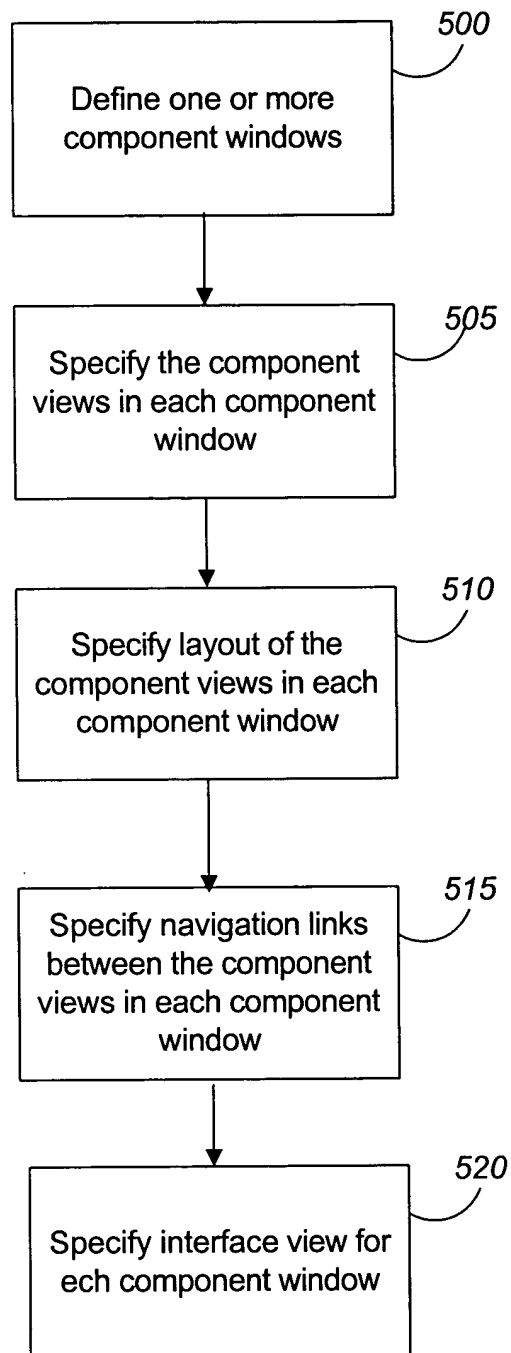 500
Define one or more
component windows
505
Specify the component
views in each component
window
510
Specify layout of the
component views in each
component window
515
Specify navigation links
between the component
views in each component
window
520
Specify interface view for
ech component window